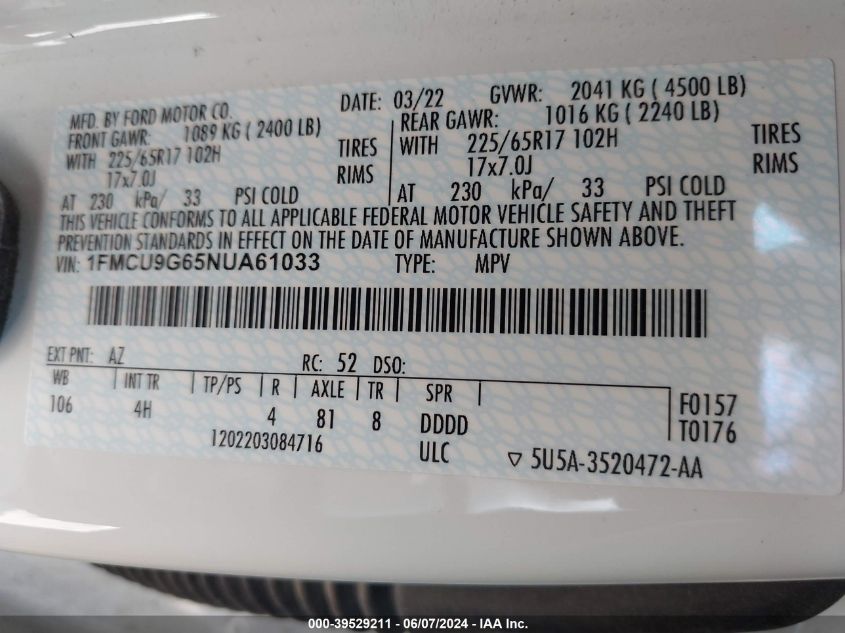 MFD. BY FORD MOTOR CO. DATE: 03/22 GVWR: 2041 KG ( 4500 LB)
FRONT GAWR: 1089 KG ( 2400 LB) REAR GAWR: 1016 KG ( 2240 LB)
WITH 225/65R17 102H TIRES WITH 225/65R17 102H TIRES
17x7.0J RIMS 17x7.0J RIMS
AT 230 kPa/ 33 PSI COLD AT 230 kPa/ 33 PSI COLD
THIS VEHICLE CONFORMS TO ALL APPLICABLE FEDERAL MOTOR VEHICLE SAFETY AND THEFT
PREVENTION STANDARDS IN EFFECT ON THE DATE OF MANUFACTURE SHOWN ABOVE.
VIN: 1FMCU9G65NUA61033 TYPE: MPV
EXT PNT: AZ RC: 52 DSO:
WB INT TR TP/PS R AXLE TR SPR
106 4H 4 81 8 DDDD F0157
1202203084716 ULC T0176
▽ 5U5A-3520472-AA
000-39529211 - 06/07/2024 - IAA Inc.